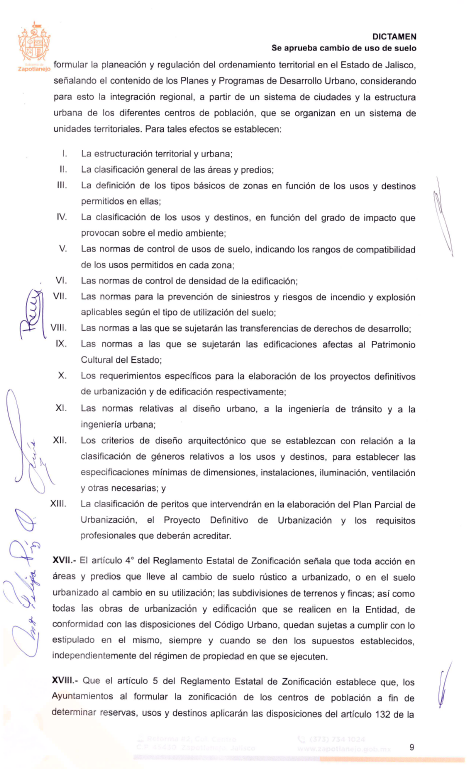 DICTAMEN
Se aprueba cambio de uso de suelo
Zapotlanejo
formular la planeación y regulación del ordenamiento territorial en el Estado de Jalisco,
señalando el contenido de los Planes y Programas de Desarrollo Urbano, considerando
para esto la integración regional, a partir de un sistema de ciudades y la estructura
urbana de los diferentes centros de población, que se organizan en un sistema de
unidades territoriales. Para tales efectos se establecen:
I. La estructuración territorial y urbana;
II. La clasificación general de las áreas y predios;
III. La definición de los tipos básicos de zonas en función de los usos y destinos
permitidos en ellas;
IV. La clasificación de los usos y destinos, en función del grado de impacto que
provocan sobre el medio ambiente;
V. Las normas de control de usos de suelo, indicando los rangos de compatibilidad
de los usos permitidos en cada zona;
VI. Las normas de control de densidad de la edificación;
VII. Las normas para la prevención de siniestros y riesgos de incendio y explosión
aplicables según el tipo de utilización del suelo;
VIII. Las normas a las que se sujetarán las transferencias de derechos de desarrollo;
IX. Las normas a las que se sujetarán las edificaciones afectas al Patrimonio
Cultural del Estado;
X. Los requerimientos específicos para la elaboración de los proyectos definitivos
de urbanización y de edificación respectivamente;
XI. Las normas relativas al diseño urbano, a la ingeniería de tránsito y a la
ingeniería urbana;
XII. Los criterios de diseño arquitectónico que se establezcan con relación a la
clasificación de géneros relativos a los usos y destinos, para establecer las
especificaciones mínimas de dimensiones, instalaciones, iluminación, ventilación
y otras necesarias; y
XIII. La clasificación de peritos que intervendrán en la elaboración del Plan Parcial de
Urbanización, el Proyecto Definitivo de Urbanización y los requisitos
profesionales que deberán acreditar.
XVII.- El artículo 4° del Reglamento Estatal de Zonificación señala que toda acción en
áreas y predios que lleve al cambio de suelo rústico a urbanizado, o en el suelo
urbanizado al cambio en su utilización; las subdivisiones de terrenos y fincas; así como
todas las obras de urbanización y edificación que se realicen en la Entidad, de
conformidad con las disposiciones del Código Urbano, quedan sujetas a cumplir con lo
estipulado en el mismo, siempre y cuando se den los supuestos establecidos,
independientemente del régimen de propiedad en que se ejecuten.
XVIII.- Que el artículo 5 del Reglamento Estatal de Zonificación establece que, los
Ayuntamientos al formular la zonificación de los centros de población a fin de
determinar reservas, usos y destinos aplicarán las disposiciones del artículo 132 de la
9